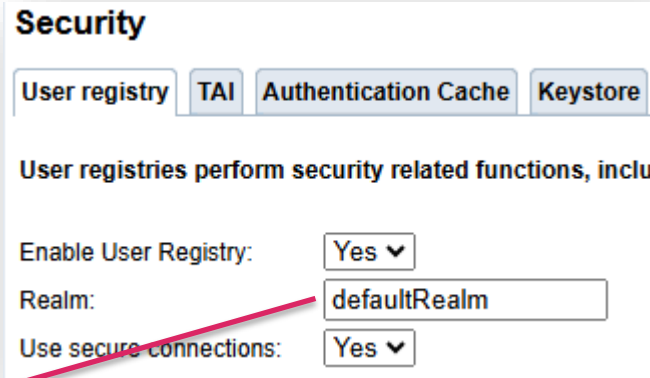 Security
User registry TAI Authentication Cache Keystore
User registries perform security related functions,
Enable User Registry: Yes
Realm: defaultRealm
Use secure connections: Yes